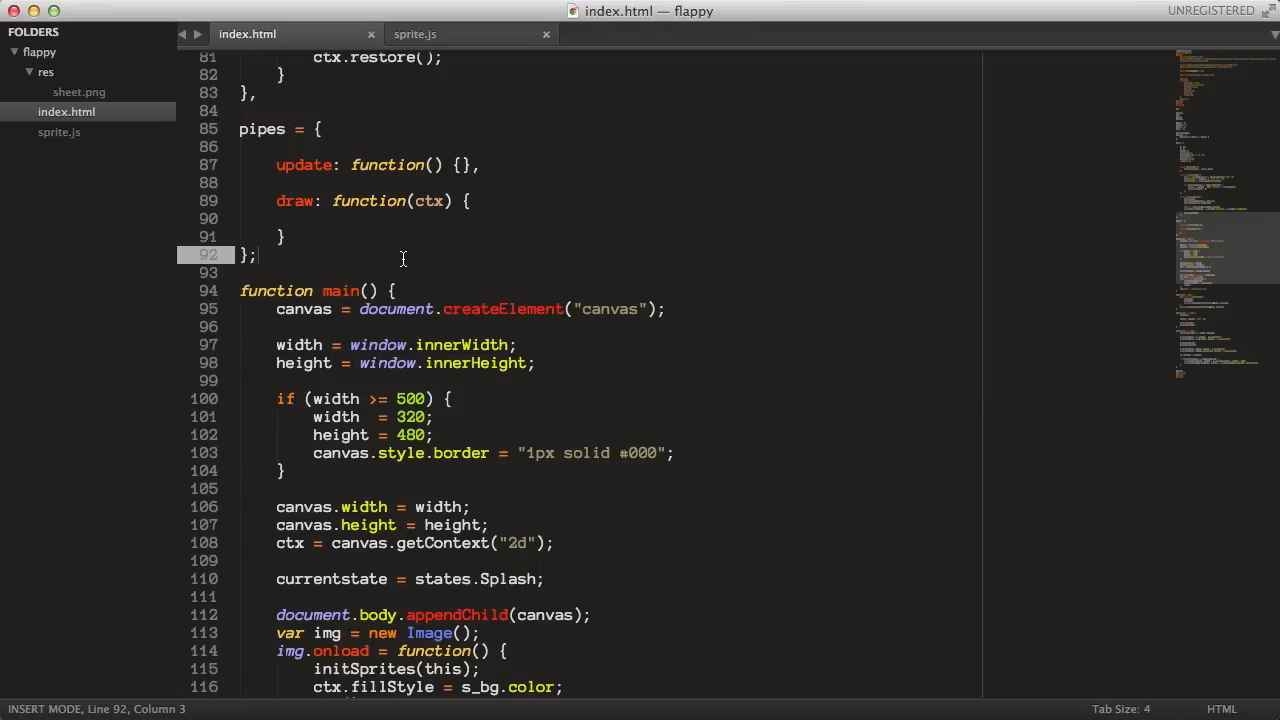 index.html — flappy
UNREGISTERED
FOLDERS
flappy
res
sheet.png
index.html
sprite.js
index.html
sprite.js
81 ctx.restore();
82 }
83 },
84
85 pipes = {
86
87 update: function() {},
88
89 draw: function(ctx) {
90
91 }
92 };
93
94 function main() {
95 canvas = document.createElement("canvas");
96
97 width = window.innerWidth;
98 height = window.innerHeight;
99
100 if (width >= 500) {
101 width  = 320;
102 height = 480;
103 canvas.style.border = "1px solid #000";
104 }
105
106 canvas.width = width;
107 canvas.height = height;
108 ctx = canvas.getContext("2d");
109
110 currentstate = states.Splash;
111
112 document.body.appendChild(canvas);
113 var img = new Image();
114 img.onload = function() {
115 initSprites(this);
116 ctx.fillStyle = s_bg.color;
INSERT MODE, Line 92, Column 3
Tab Size: 4
HTML